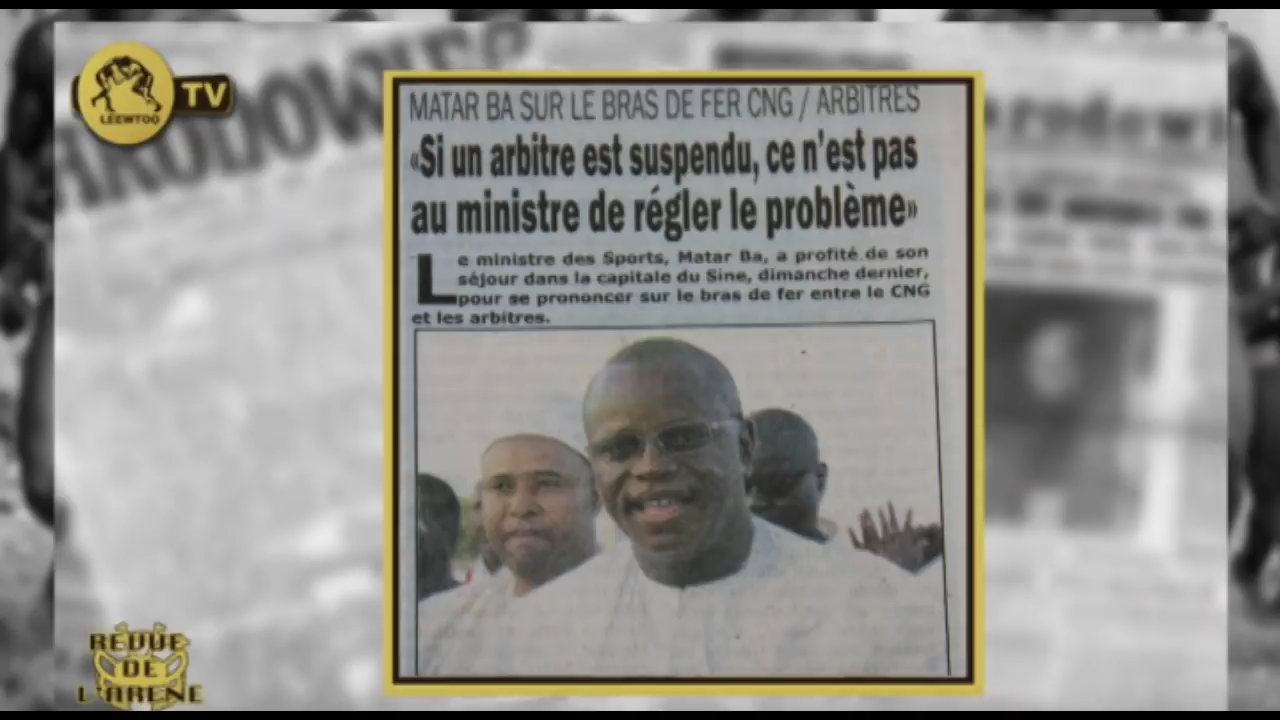 LEEWTOO
TV
MATAR BA SUR LE BRAS DE FER CNG / ARBITRES
«Si un arbitre est suspendu, ce n'est pas
au ministre de régler le problème»
Le ministre des Sports, Matar Ba, a profité de son
séjour dans la capitale du Sine, dimanche dernier,
pour se prononcer sur le bras de fer entre le CNG
et les arbitres.
REVUE
DE
L'ARENE